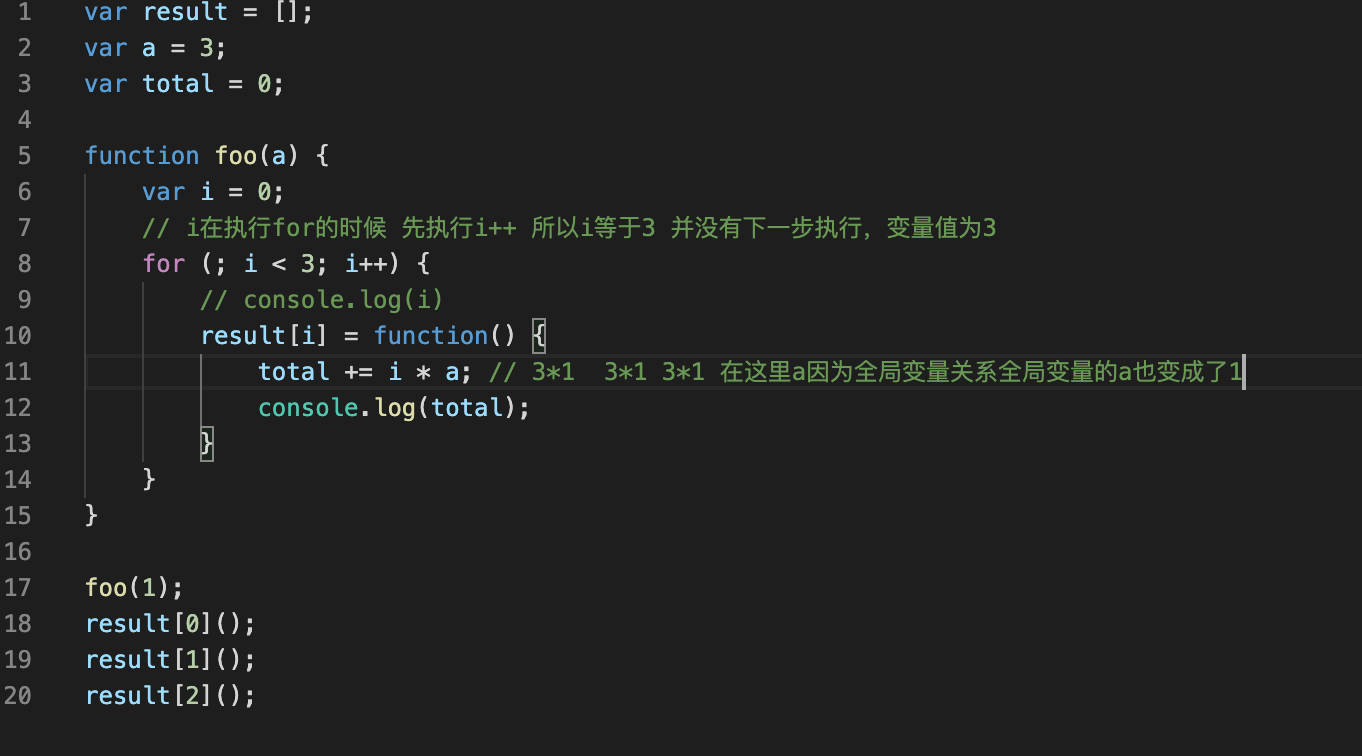 1 var result = [];
2 var a = 3;
3 var total = 0;
4
5 function foo(a) {
6     var i = 0;
7     // i在执行for的时候 先执行i++ 所以i等于3 并没有下一步执行，变量值为3
8     for (; i < 3; i++) {
9         // console.log(i)
10         result[i] = function() {
11             total += i * a; // 3*1  3*1 3*1 在这里a因为全局变量关系全局变量的a也变成了1
12             console.log(total);
13         }
14     }
15 }
16
17 foo(1);
18 result[0]();
19 result[1]();
20 result[2]();